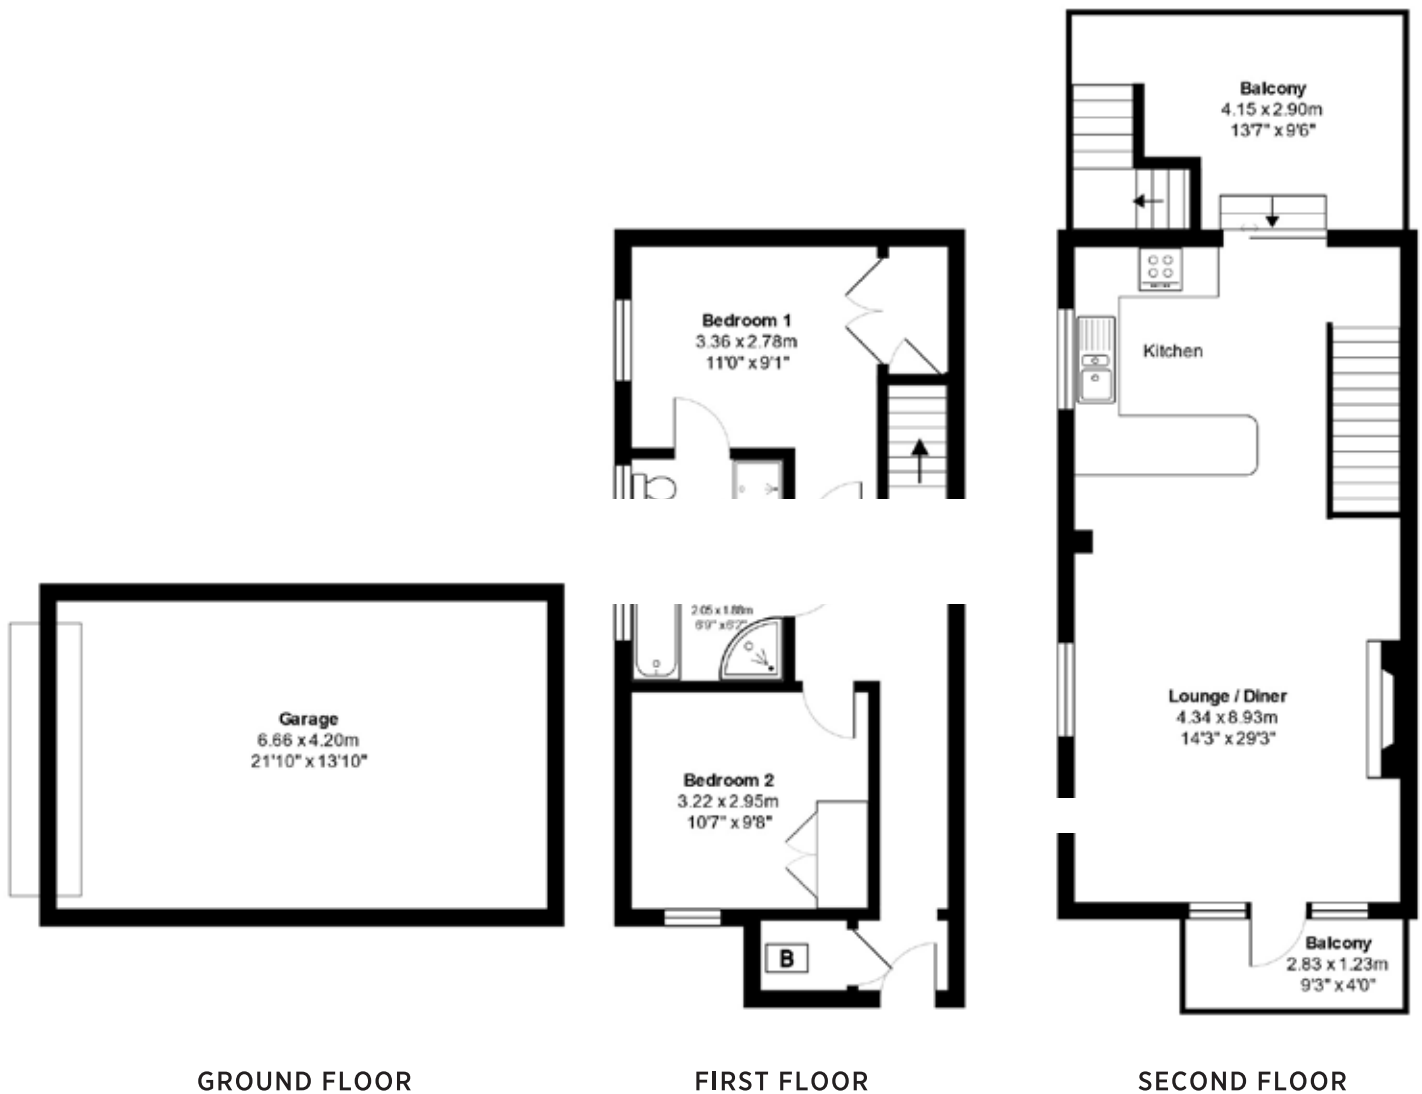 Balcony
4.15 x 2.90m
13'7" x 9'6"
Bedroom 1
3.36 x 2.78m
11'0" x 9'1"
Kitchen
2.05 x 1.88m
6'9" x 6'2"
Garage
6.66 x 4.20m
21'10" x 13'10"
Lounge / Diner
4.34 x 8.93m
14'3" x 29'3"
Bedroom 2
3.22 x 2.95m
10'7" x 9'8"
B
Balcony
2.83 x 1.23m
9'3" x 4'0"
GROUND FLOOR
FIRST FLOOR
SECOND FLOOR